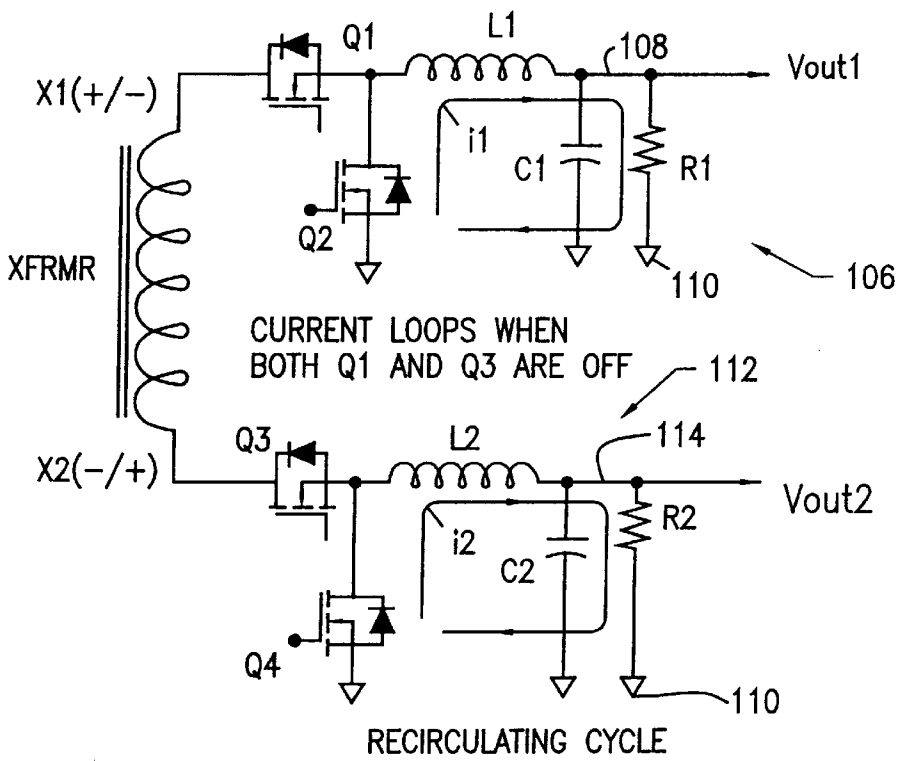 Q1
L1
108
Vout1
X1(+/−)
i1
C1
R1
Q2
XFRMR
110
106
CURRENT LOOPS WHEN
BOTH Q1 AND Q3 ARE OFF
112
Q3
L2
114
X2(−/+)
Vout2
i2
R2
C2
Q4
110
RECIRCULATING CYCLE